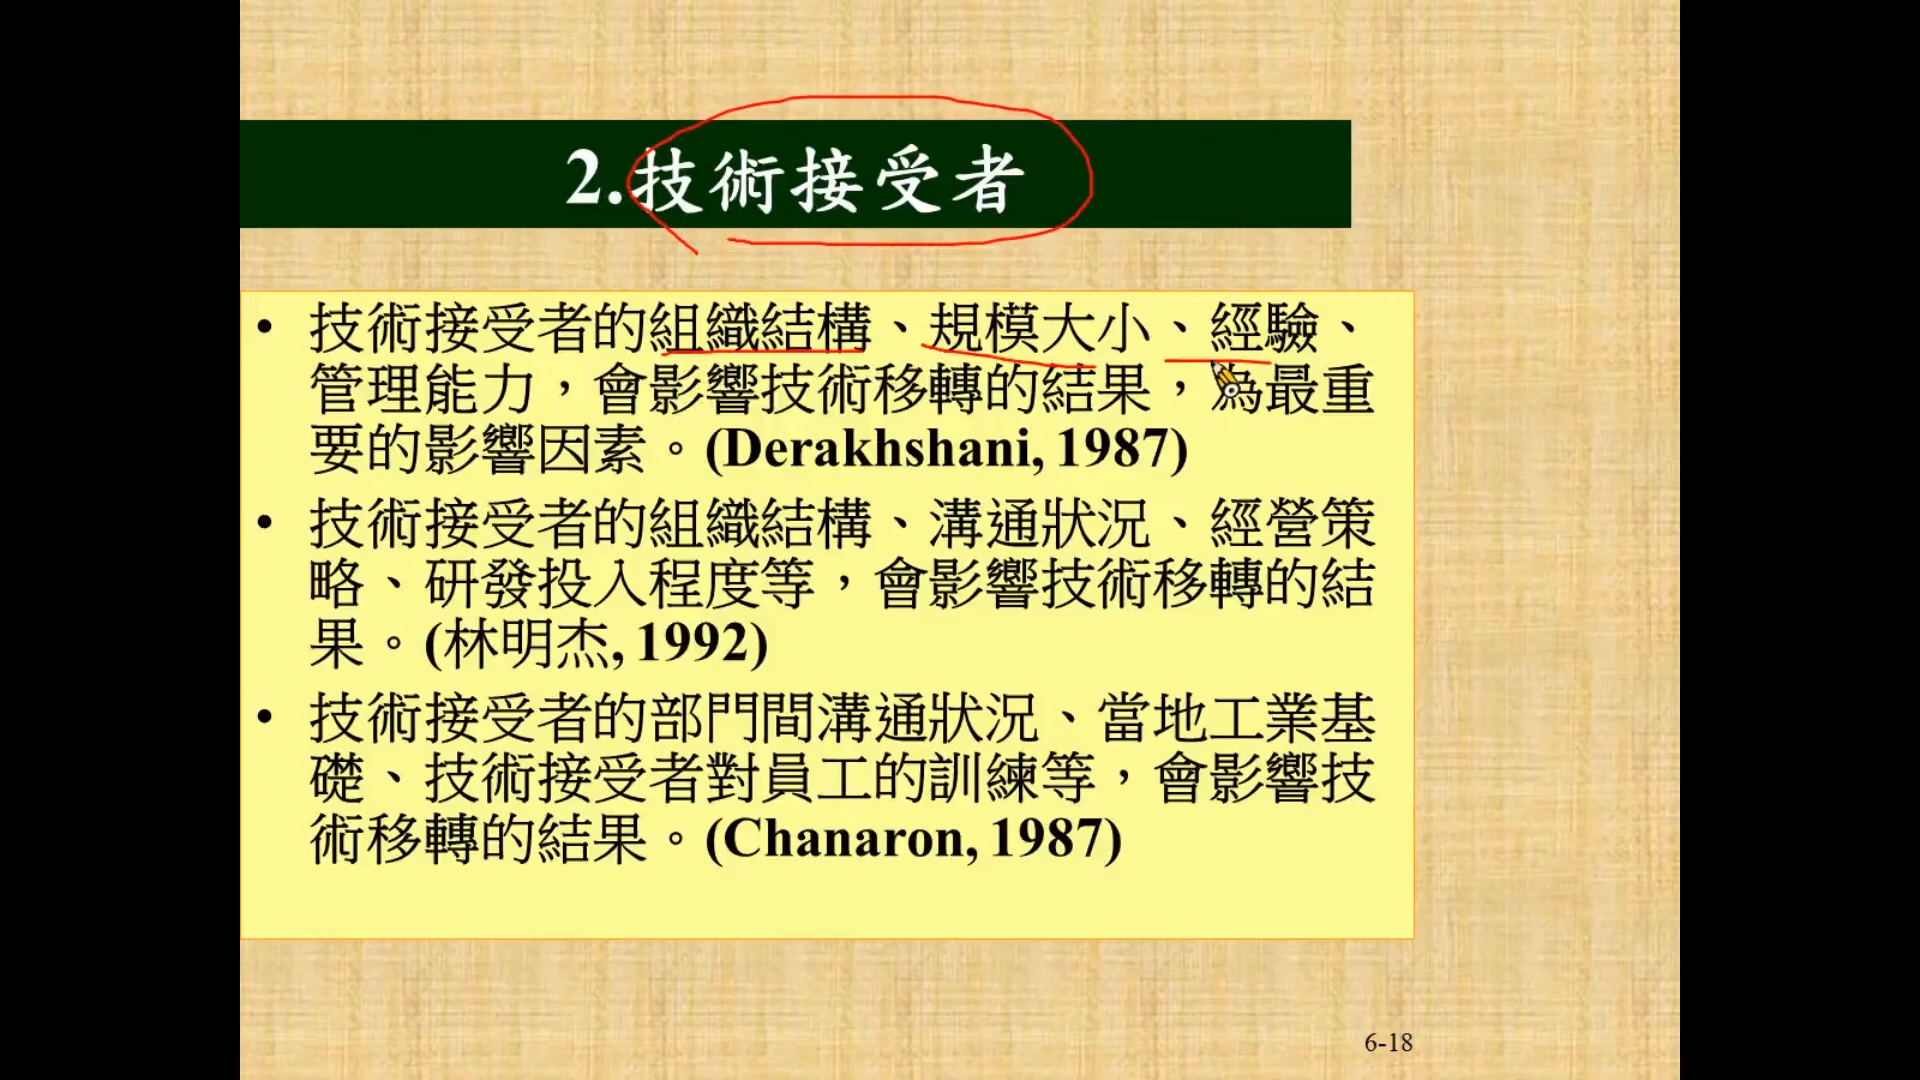 2.技術接受者
• 技術接受者的組織結構、規模大小、經驗、
管理能力，會影響技術移轉的結果，為最重
要的影響因素。(Derakhshani, 1987)
• 技術接受者的組織結構、溝通狀況、經營策
略、研發投入程度等，會影響技術移轉的結
果。(林明杰, 1992)
• 技術接受者的部門間溝通狀況、當地工業基
礎、技術接受者對員工的訓練等，會影響技
術移轉的結果。(Chanaron, 1987)
6-18